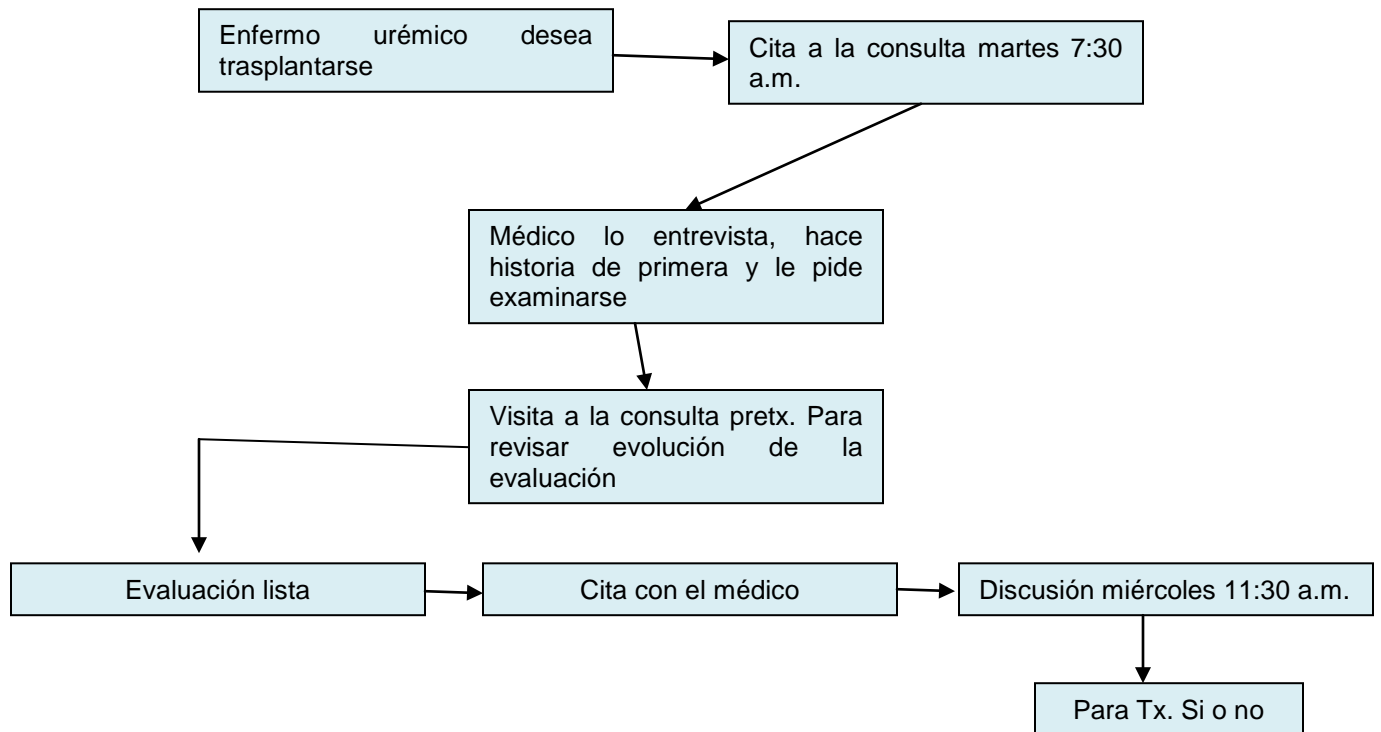 Enfermo urémico desea
trasplantarse
Cita a la consulta martes 7:30
a.m.
Médico lo entrevista, hace
historia de primera y le pide
examinarse
Visita a la consulta pretx. Para
revisar evolución de la
evaluación
Evaluación lista
Cita con el médico
Discusión miércoles 11:30 a.m.
Para Tx. Si o no